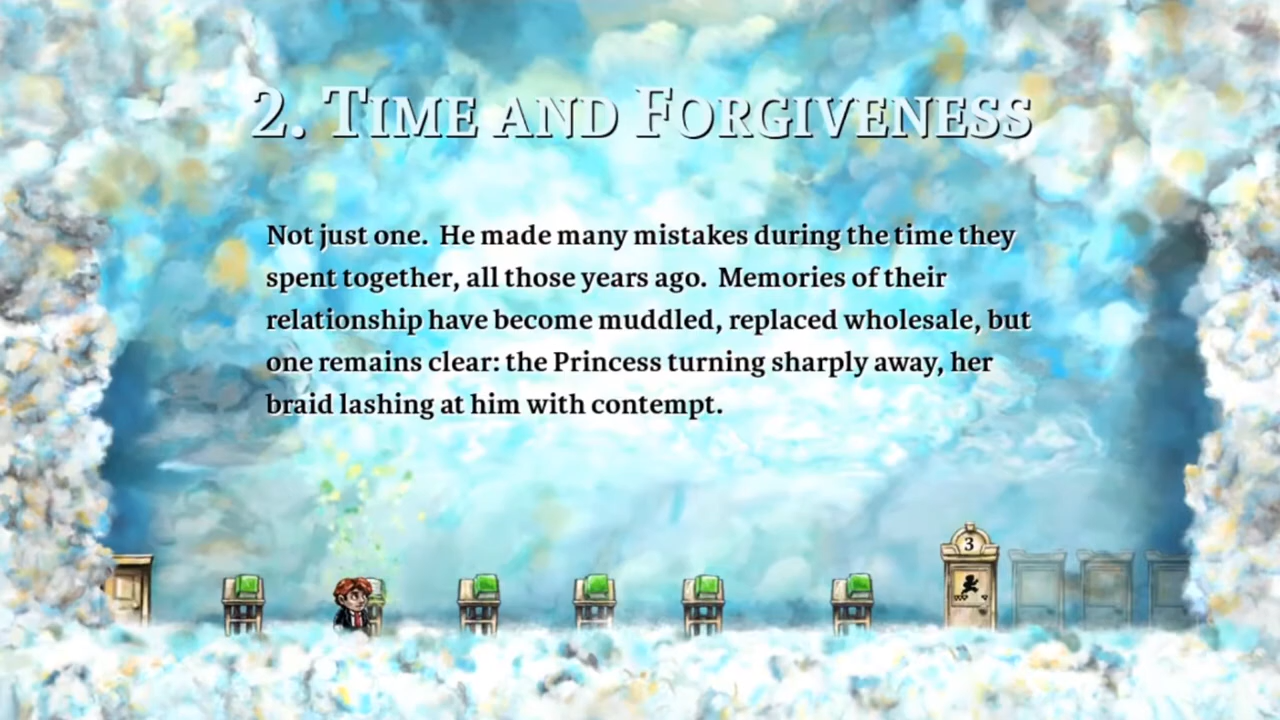 2. Time and Forgiveness
Not just one. He made many mistakes during the time they
spent together, all those years ago. Memories of their
relationship have become muddled, replaced wholesale, but
one remains clear: the Princess turning sharply away, her
braid lashing at him with contempt.
3